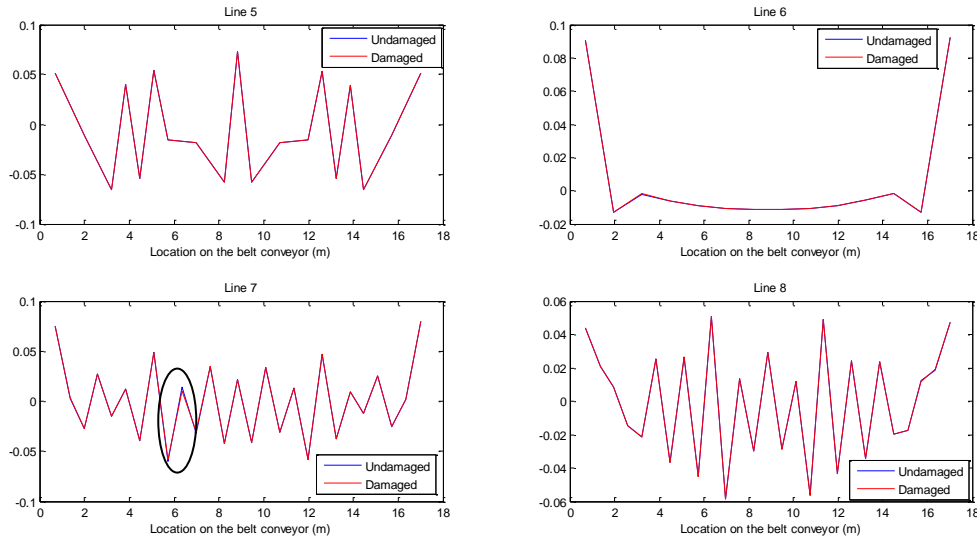 Line 5
0.1
0.05
0
-0.05
-0.1
0 2 4 6 8 10 12 14 16 18
Location on the belt conveyor (m)
Undamaged
Damaged
Line 6
0.1
0.08
0.06
0.04
0.02
0
-0.02
0 2 4 6 8 10 12 14 16 18
Location on the belt conveyor (m)
Undamaged
Damaged
Line 7
0.1
0.05
0
-0.05
-0.1
0 2 4 6 8 10 12 14 16 18
Location on the belt conveyor (m)
Undamaged
Damaged
Line 8
0.06
0.04
0.02
0
-0.02
-0.04
-0.06
0 2 4 6 8 10 12 14 16 18
Location on the belt conveyor (m)
Undamaged
Damaged